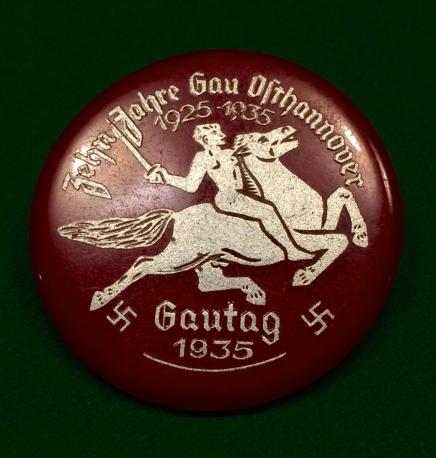 Zehn Jahre Gau Osthannover
1925-1935
Gautag
1935